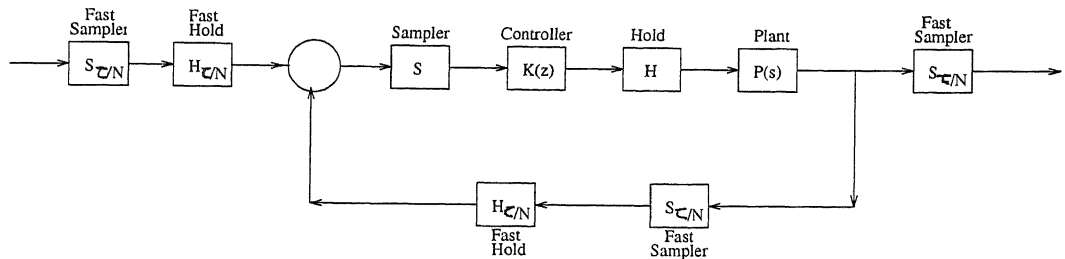 Fast
Sampler
S τ/N
Fast
Hold
H τ/N
Sampler
S
Controller
K(z)
Hold
H
Plant
P(s)
Fast
Sampler
S τ/N
H τ/N
Fast
Hold
S τ/N
Fast
Sampler